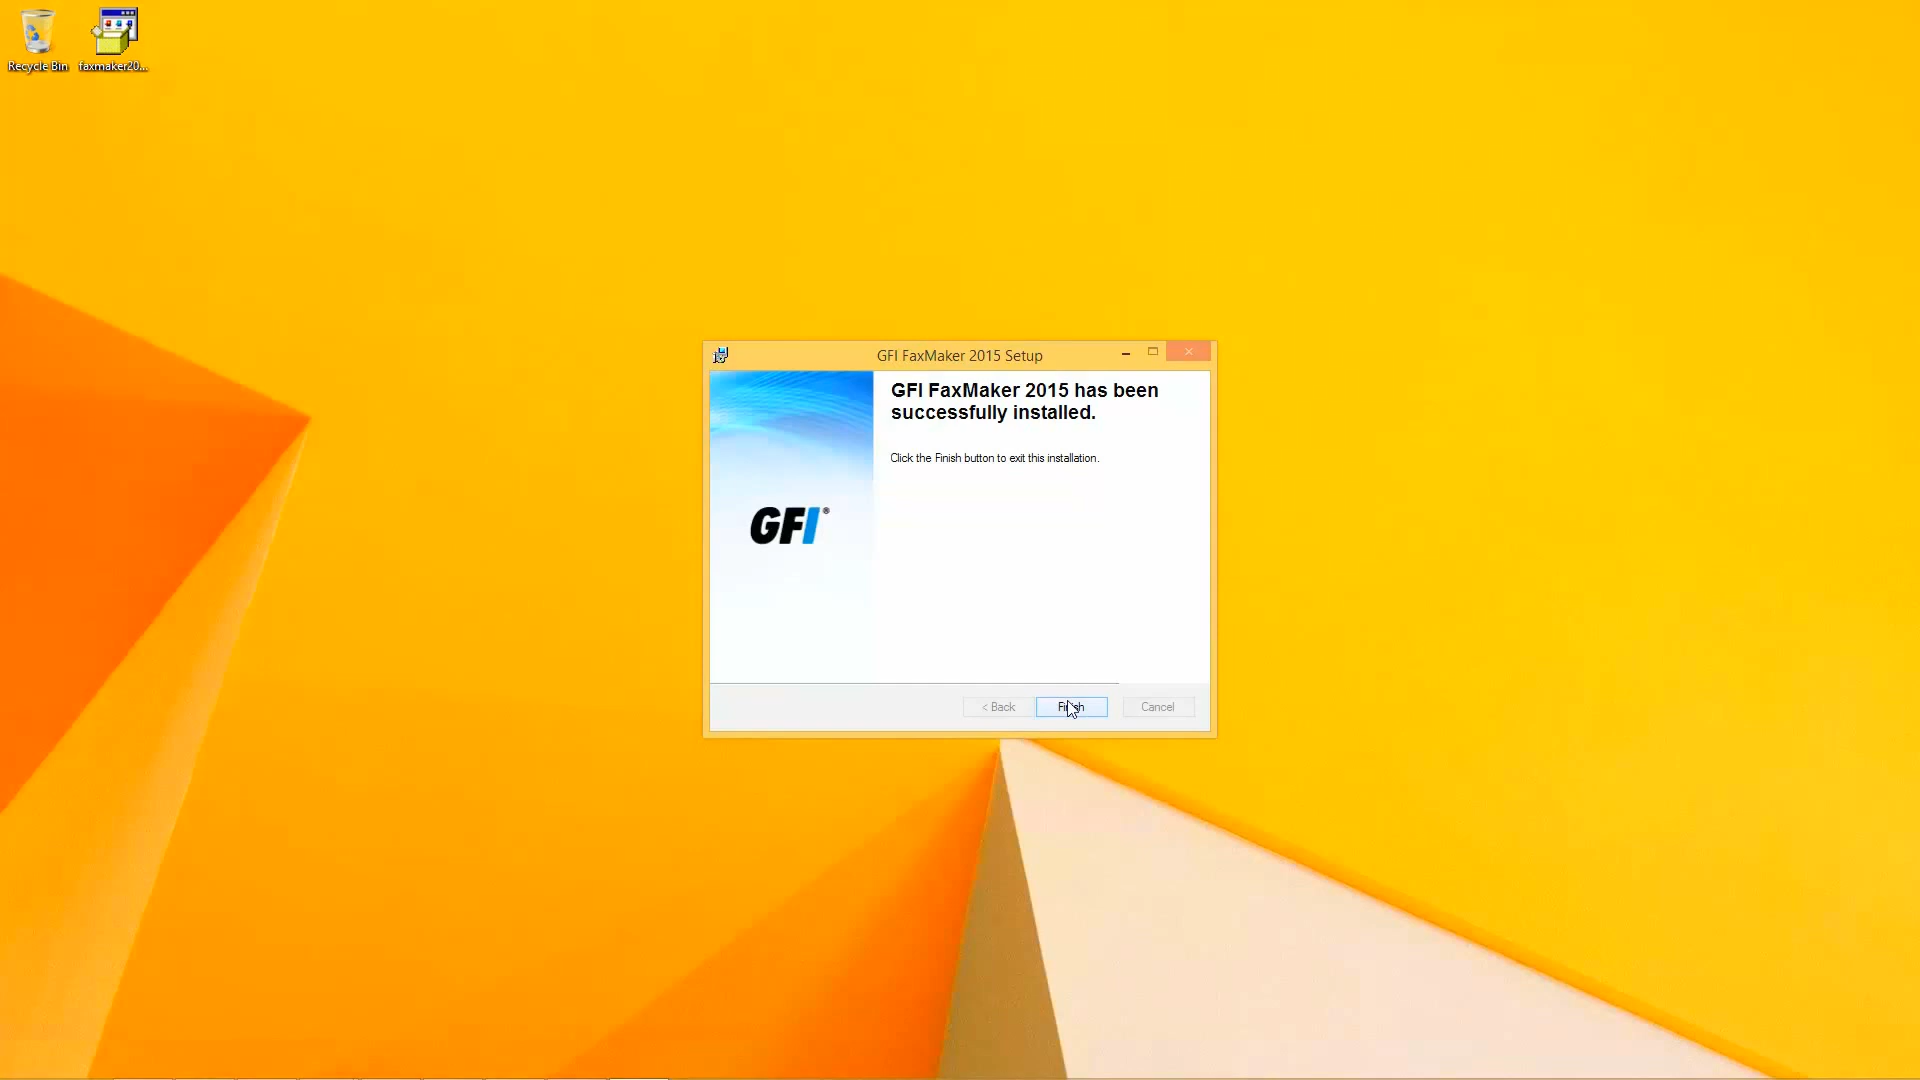 Recycle Bin
faxmaker20...
GFI FaxMaker 2015 Setup
GFI FaxMaker 2015 has been
successfully installed.
Click the Finish button to exit this installation.
GFI®
< Back
Finish
Cancel